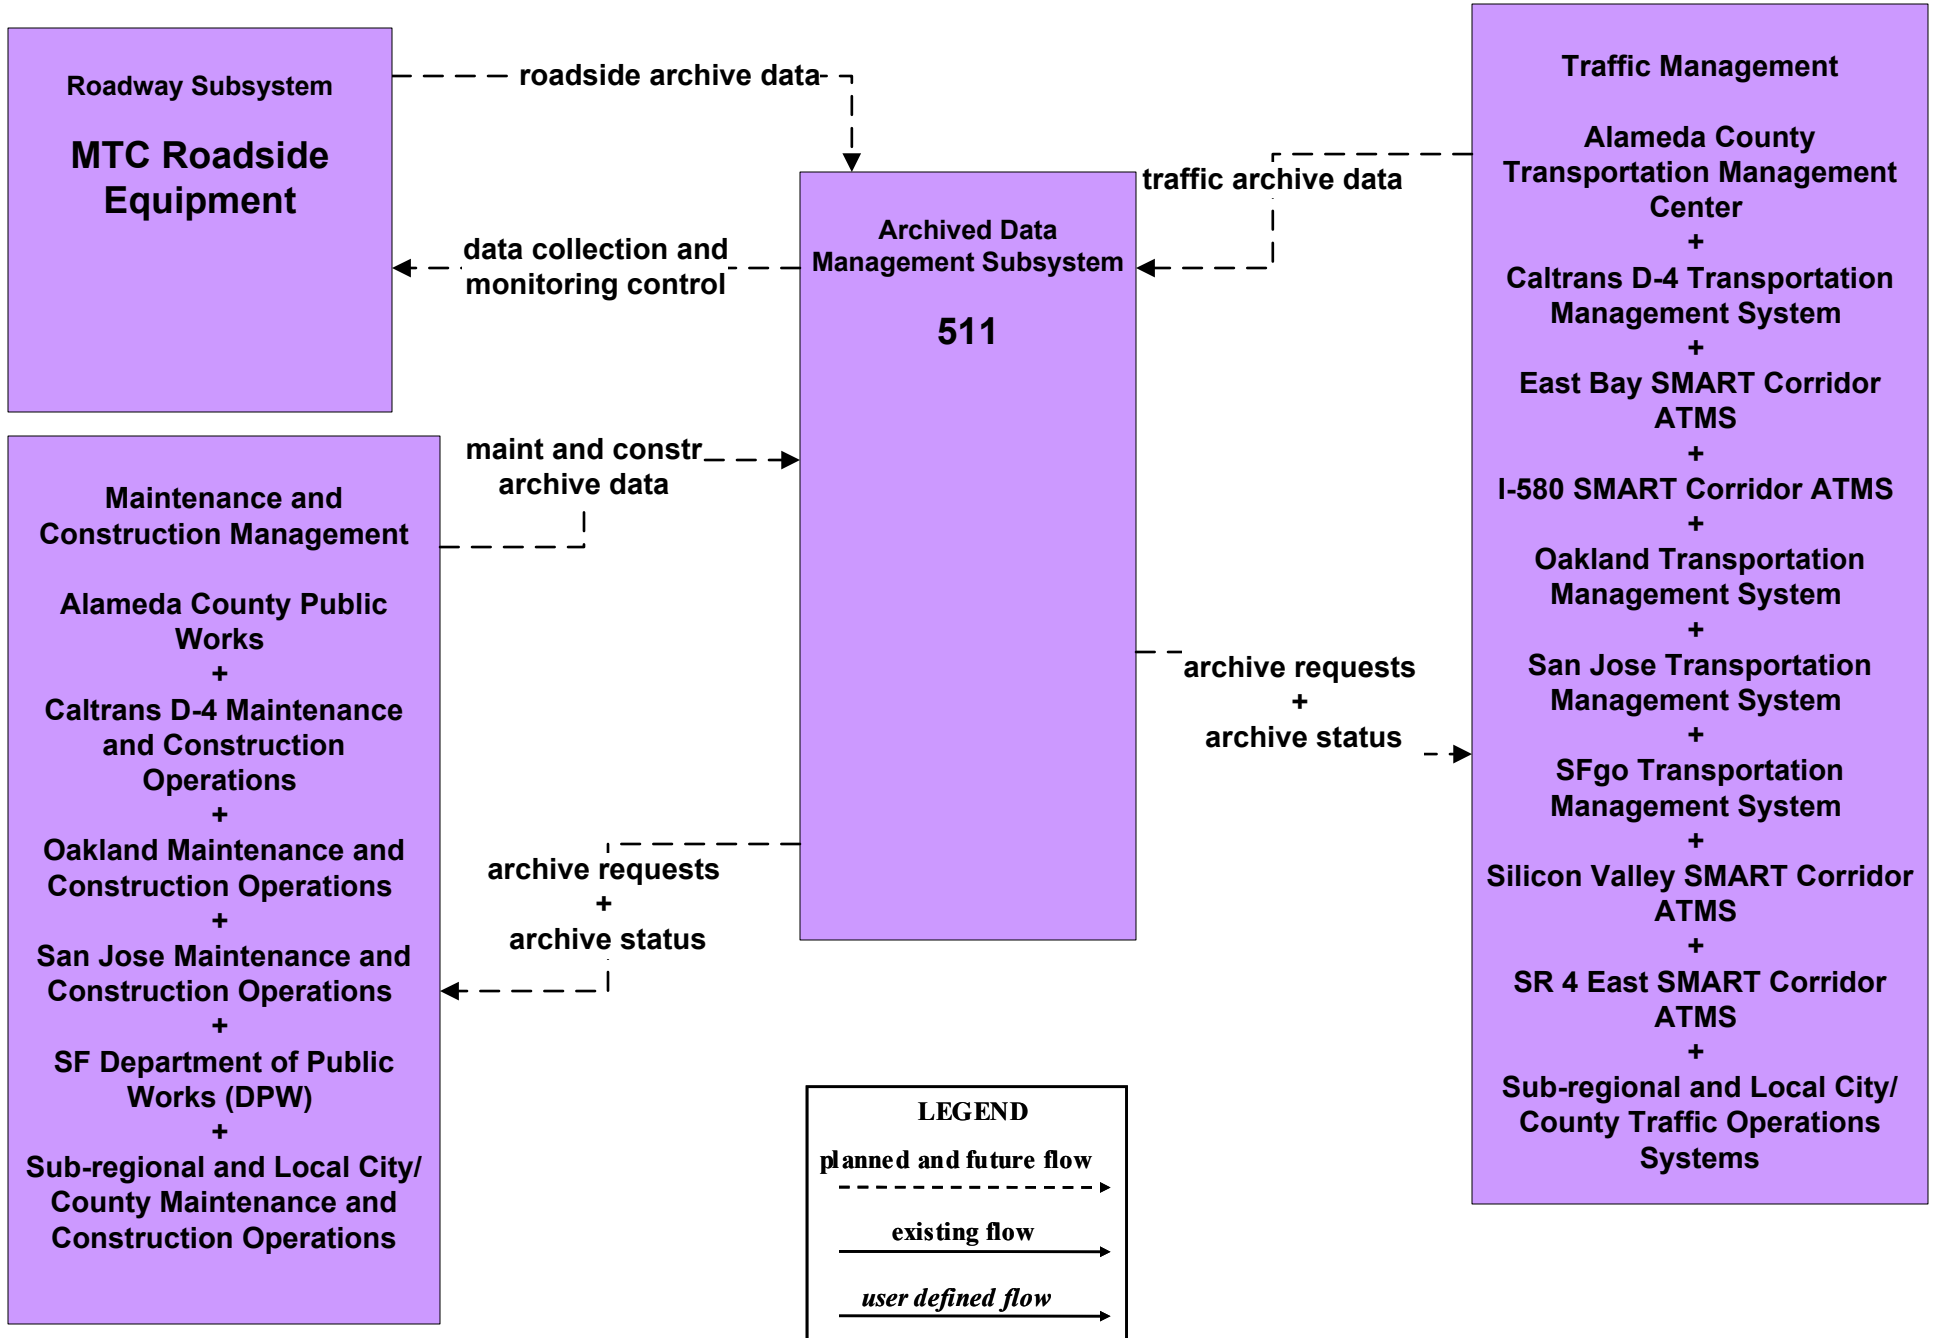 Roadway Subsystem
MTC Roadside
Equipment
roadside archive data
data collection and
monitoring control
Archived Data
Management Subsystem
511
traffic archive data
Traffic Management
Alameda County
Transportation Management
Center
+
Caltrans D-4 Transportation
Management System
+
East Bay SMART Corridor
ATMS
+
I-580 SMART Corridor ATMS
+
Oakland Transportation
Management System
+
San Jose Transportation
Management System
+
SFgo Transportation
Management System
+
Silicon Valley SMART Corridor
ATMS
+
SR 4 East SMART Corridor
ATMS
+
Sub-regional and Local City/
County Traffic Operations
Systems
Maintenance and
Construction Management
Alameda County Public
Works
+
Caltrans D-4 Maintenance
and Construction
Operations
+
Oakland Maintenance and
Construction Operations
+
San Jose Maintenance and
Construction Operations
+
SF Department of Public
Works (DPW)
+
Sub-regional and Local City/
County Maintenance and
Construction Operations
maint and constr
archive data
archive requests
+
archive status
archive requests
+
archive status
LEGEND
planned and future flow
existing flow
user defined flow